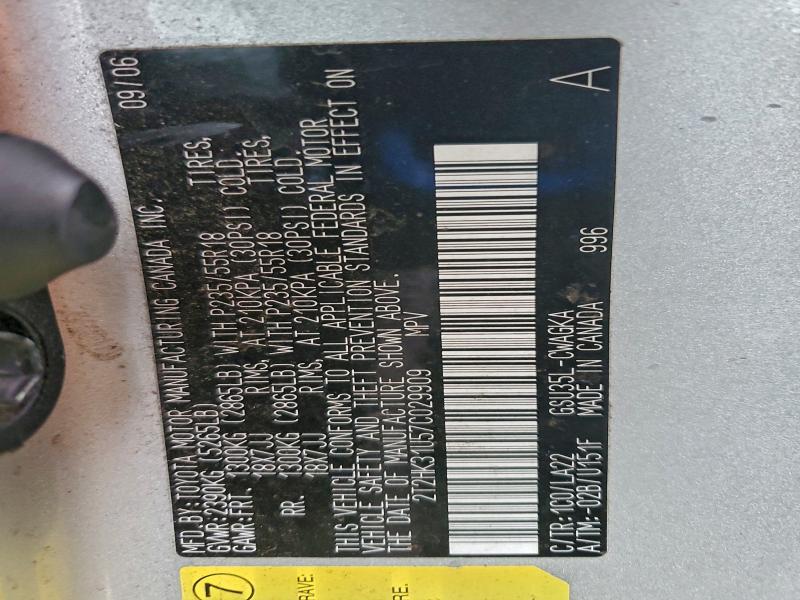 MFD.BY:TOYOTA MOTOR MANUFACTURING CANADA INC. 09/06
GVWR:2390KG (5265LB)
GAWR:FRT. 1300KG (2865LB) WITH P235/55R18 TIRES,
18X7JJ RIMS, AT 210KPA (30PSI) COLD.
RR. 1300KG (2865LB) WITH P235/55R18 TIRES,
18X7JJ RIMS, AT 210KPA (30PSI) COLD.
THIS VEHICLE CONFORMS TO ALL APPLICABLE FEDERAL MOTOR
VEHICLE SAFETY AND THEFT PREVENTION STANDARDS IN EFFECT ON
THE DATE OF MANUFACTURE SHOWN ABOVE.
2T2HK31U57C029909 MPV
C/TR:1C0/LA22 GSU35L-CWAGKA A
A/TM:-02B/U151F MADE IN CANADA 996
7
RAVE:
RE.